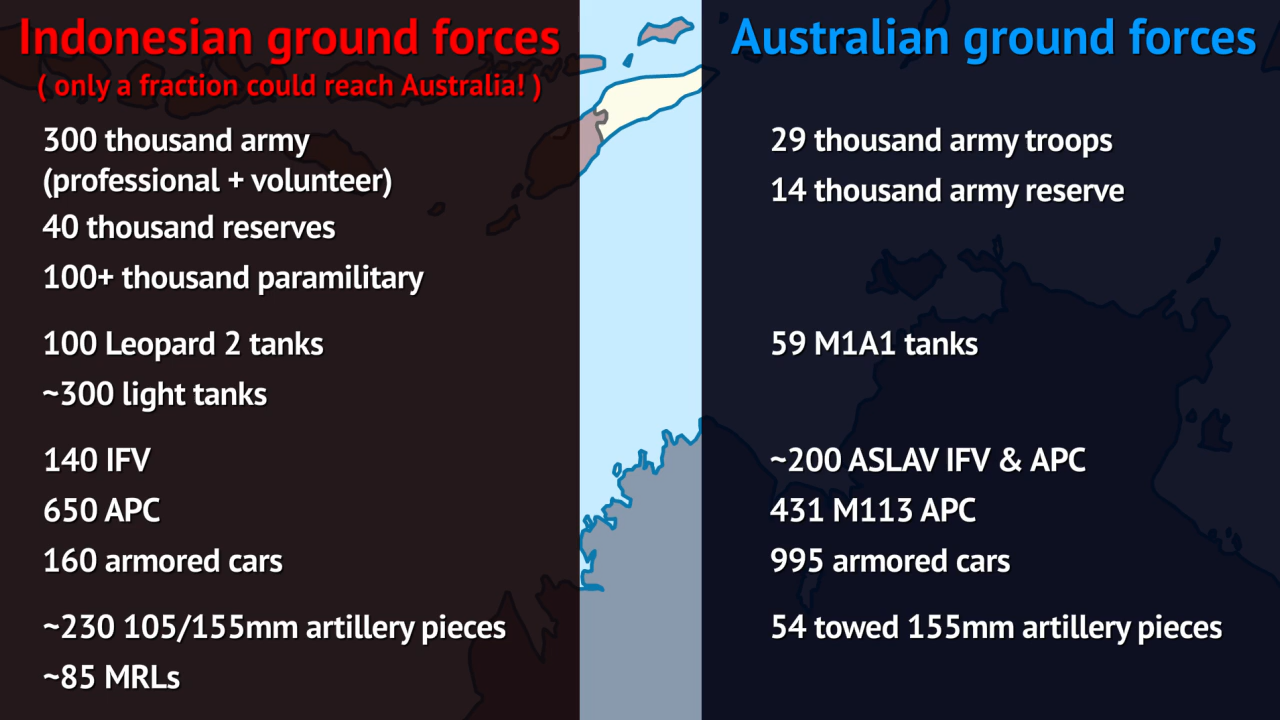 Indonesian ground forces
( only a fraction could reach Australia! )
300 thousand army
(professional + volunteer)
40 thousand reserves
100+ thousand paramilitary
100 Leopard 2 tanks
~300 light tanks
140 IFV
650 APC
160 armored cars
~230 105/155mm artillery pieces
~85 MRLs
Australian ground forces
29 thousand army troops
14 thousand army reserve
59 M1A1 tanks
~200 ASLAV IFV & APC
431 M113 APC
995 armored cars
54 towed 155mm artillery pieces